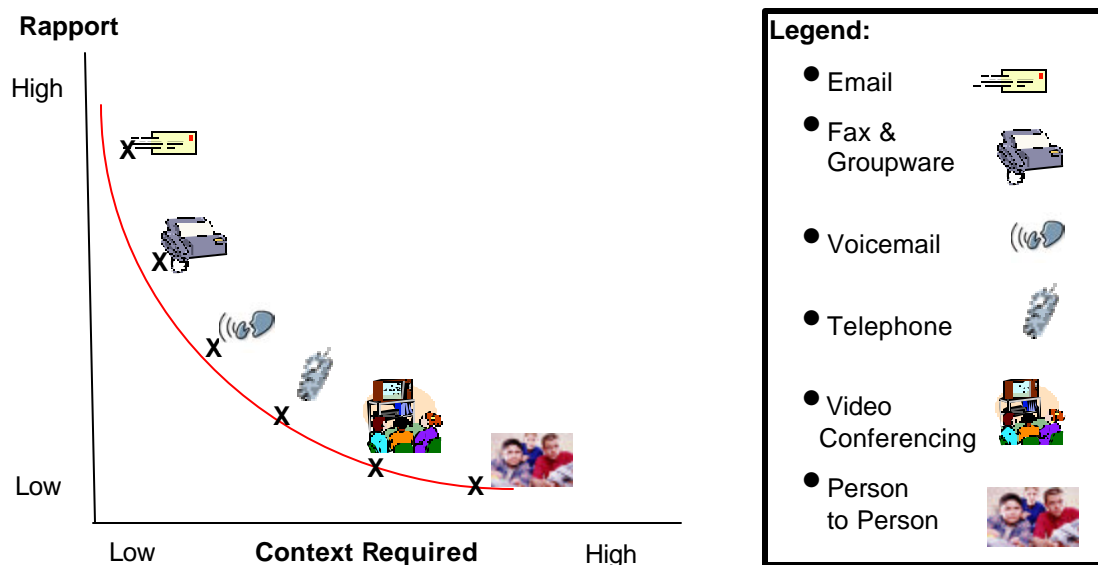 Rapport
High
X
X
X
X
X
X
Low
Low
Context Required
High
Legend:
● Email
● Fax &
Groupware
● Voicemail
● Telephone
● Video
Conferencing
● Person
to Person